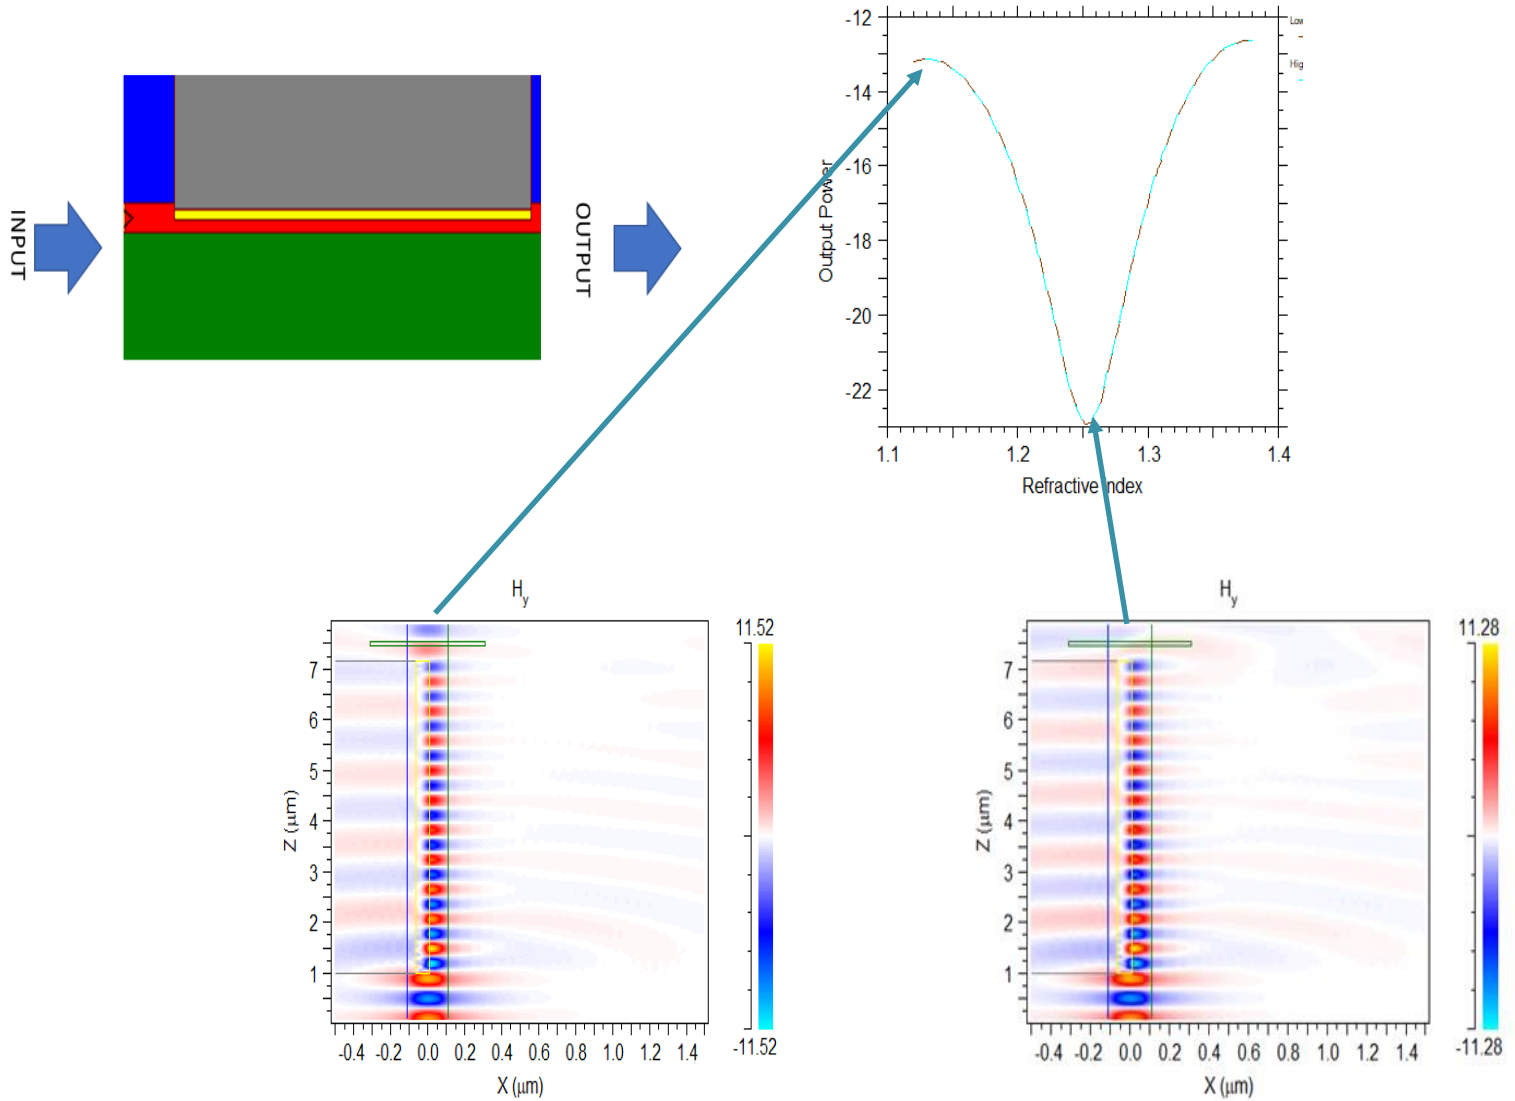 INPUT
OUTPUT
-12
-14
-16
-18
-20
-22
Output Power
1.1 1.2 1.3 1.4
Refractive Index
Low
Hig
Hy
11.52
-11.52
7
6
5
4
3
2
1
Z (μm)
-0.4 -0.2 0.0 0.2 0.4 0.6 0.8 1.0 1.2 1.4
X (μm)
Hy
11.28
-11.28
7
6
5
4
3
2
1
Z (μm)
-0.4 -0.2 0.0 0.2 0.4 0.6 0.8 1.0 1.2 1.4
X (μm)